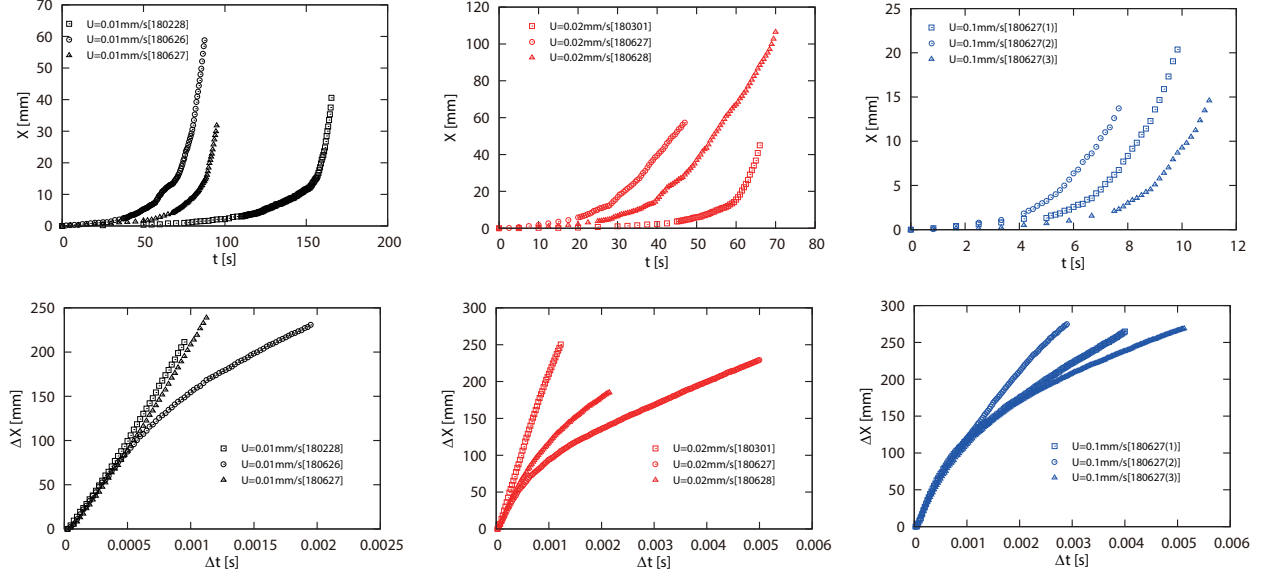 70
60
50
40
30
20
10
0
X [mm]
U=0.01mm/s[180228]
U=0.01mm/s[180626]
U=0.01mm/s[180627]
0
50
100
150
200
t [s]
120
100
80
60
40
20
0
X [mm]
U=0.02mm/s[180301]
U=0.02mm/s[180627]
U=0.02mm/s[180628]
0
10
20
30
40
50
60
70
80
t [s]
25
20
15
10
5
0
X [mm]
U=0.1mm/s[180627(1)]
U=0.1mm/s[180627(2)]
U=0.1mm/s[180627(3)]
0
2
4
6
8
10
12
t [s]
250
200
150
100
50
0
ΔX [mm]
U=0.01mm/s[180228]
U=0.01mm/s[180626]
U=0.01mm/s[180627]
0
0.0005
0.001
0.0015
0.002
0.0025
Δt [s]
300
250
200
150
100
50
0
ΔX [mm]
U=0.02mm/s[180301]
U=0.02mm/s[180627]
U=0.02mm/s[180628]
0
0.001
0.002
0.003
0.004
0.005
0.006
Δt [s]
300
250
200
150
100
50
0
ΔX [mm]
U=0.1mm/s[180627(1)]
U=0.1mm/s[180627(2)]
U=0.1mm/s[180627(3)]
0
0.001
0.002
0.003
0.004
0.005
0.006
Δt [s]